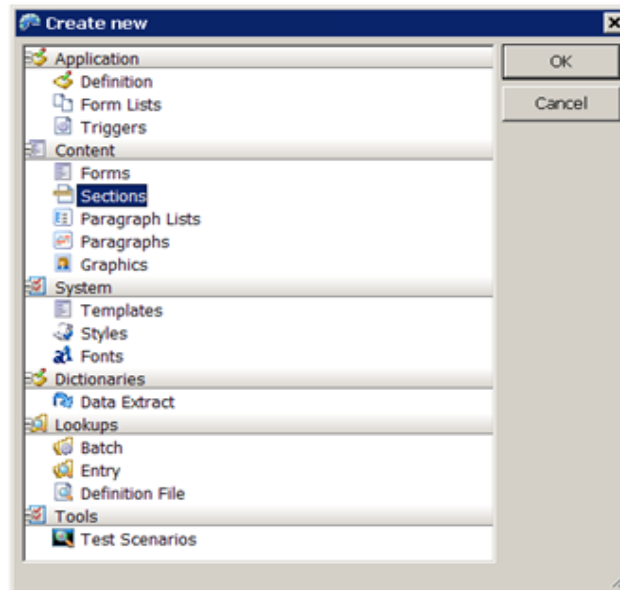 Create new
Application
Definition
Form Lists
Triggers
Content
Forms
Sections
Paragraph Lists
Paragraphs
Graphics
System
Templates
Styles
Fonts
Dictionaries
Data Extract
Lookups
Batch
Entry
Definition File
Tools
Test Scenarios
OK
Cancel